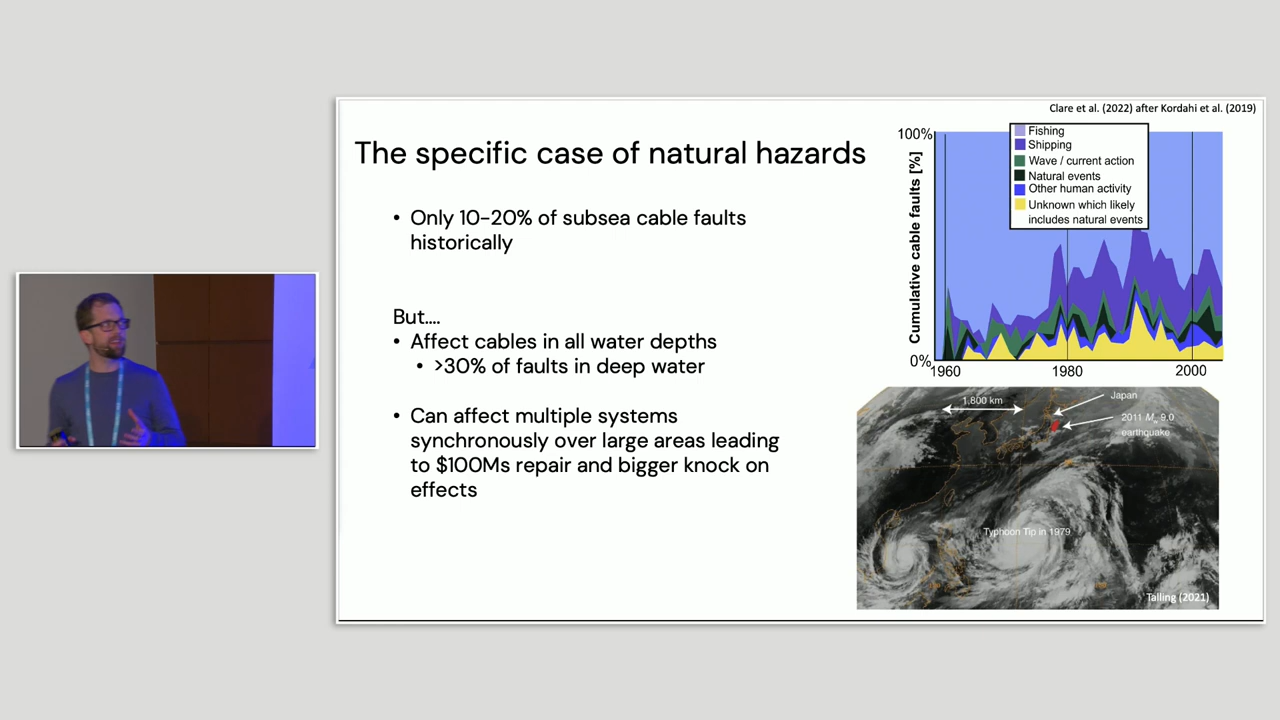 Clare et al. (2022) after Kordahi et al. (2019)
The specific case of natural hazards
• Only 10-20% of subsea cable faults
historically
But....
• Affect cables in all water depths
• >30% of faults in deep water
• Can affect multiple systems
synchronously over large areas leading
to $100Ms repair and bigger knock on
effects
100%
Cumulative cable faults [%]
0%
Fishing
Shipping
Wave / current action
Natural events
Other human activity
Unknown which likely
includes natural events
1960
1980
2000
1,800 km
Japan
2011 Mw 9.0
earthquake
Typhoon Tip in 1979
Talling (2021)